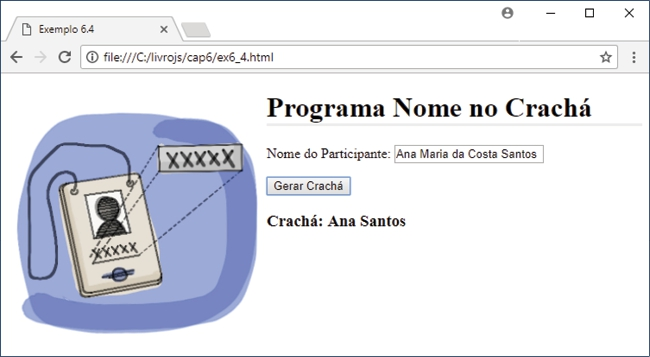 Exemplo 6.4
file:///C:/livrojs/cap6/ex6_4.html
Programa Nome no Crachá
XXXXX
Nome do Participante: Ana Maria da Costa Santos
Gerar Crachá
XXXXX
Crachá: Ana Santos